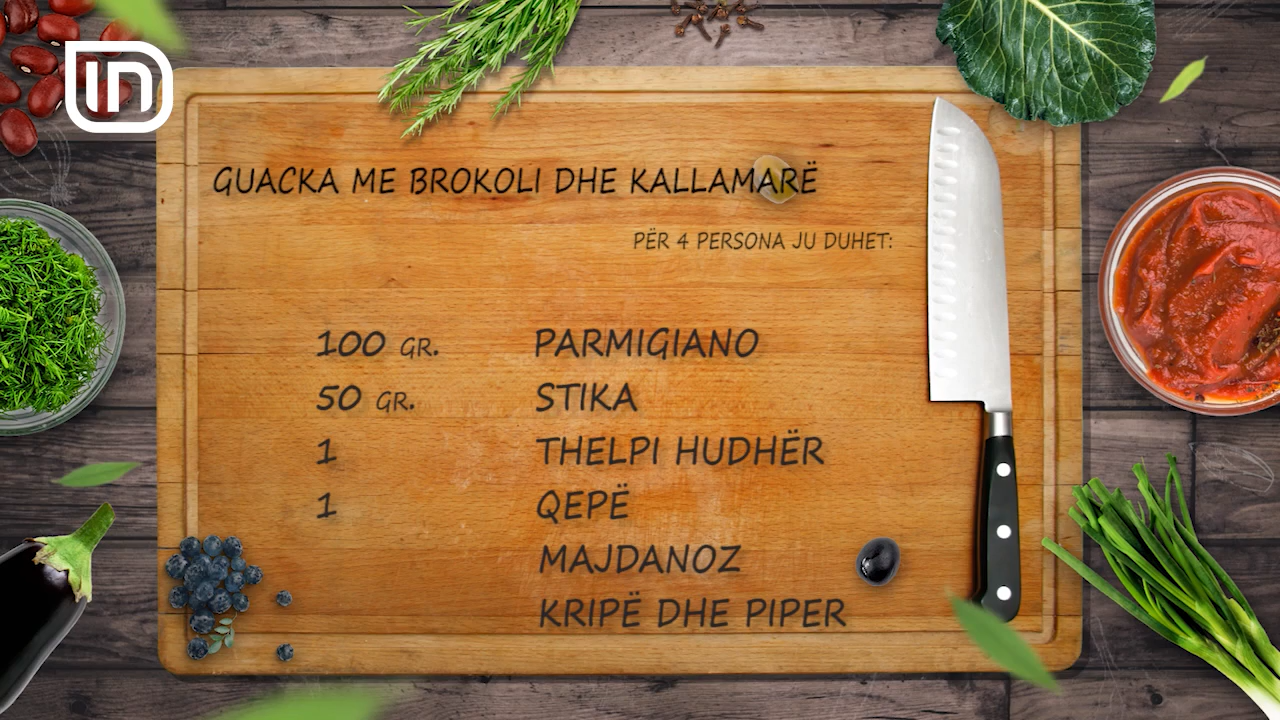 in
GUACKA ME BROKOLI DHE KALLAMARË
PËR 4 PERSONA JU DUHET:
100 GR. PARMIGIANO
50 GR. STIKA
1 THELPI HUDHËR
1 QEPË
MAJDANOZ
KRIPË DHE PIPER